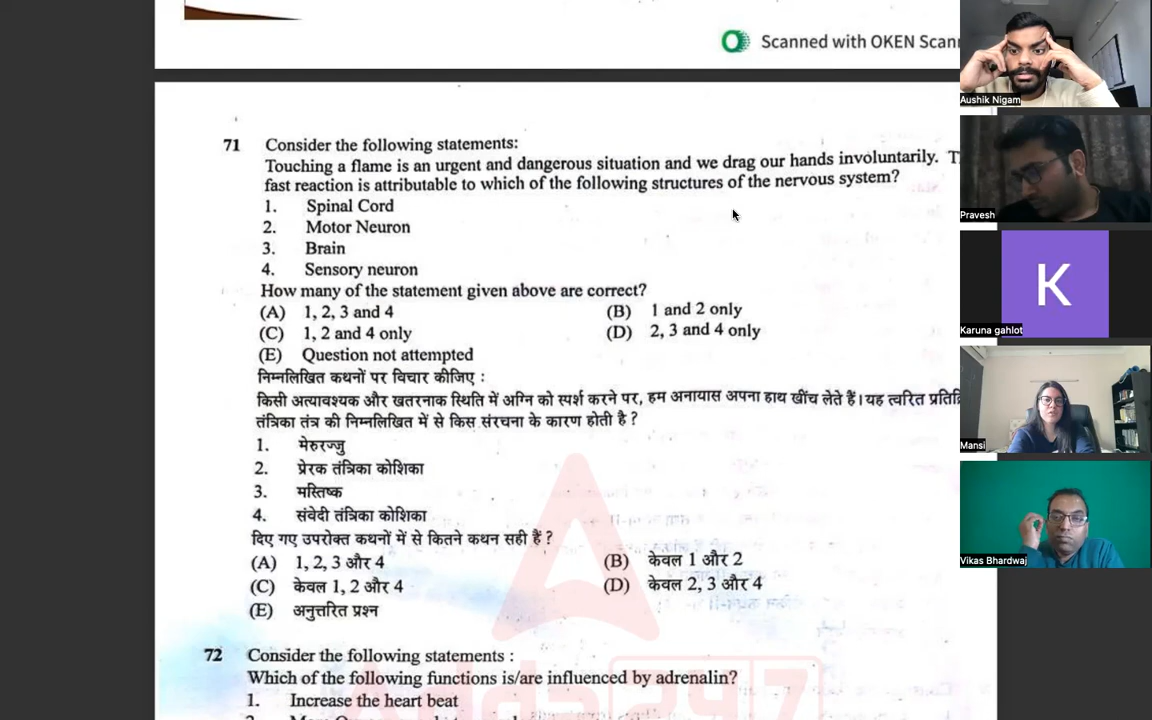 Scanned with OKEN Scan
71 Consider the following statements:
Touching a flame is an urgent and dangerous situation and we drag our hands involuntarily.
fast reaction is attributable to which of the following structures of the nervous system?
1. Spinal Cord
2. Motor Neuron
3. Brain
4. Sensory neuron
How many of the statement given above are correct?
(A) 1, 2, 3 and 4 (B) 1 and 2 only
(C) 1, 2 and 4 only (D) 2, 3 and 4 only
(E) Question not attempted
निम्नलिखित कथनों पर विचार कीजिए :
किसी अत्यावश्यक और खतरनाक स्थिति में अग्नि को स्पर्श करने पर, हम अनायास अपना हाथ खींच लेते हैं। यह त्वरित
तंत्रिका तंत्र की निम्नलिखित में से किस संरचना के कारण होती है ?
1. मेरुरज्जु
2. प्रेरक तंत्रिका कोशिका
3. मस्तिष्क
4. संवेदी तंत्रिका कोशिका
दिए गए उपरोक्त कथनों में से कितने कथन सही हैं ?
(A) 1, 2, 3 और 4 (B) केवल 1 और 2
(C) केवल 1, 2 और 4 (D) केवल 2, 3 और 4
(E) अनुत्तरित प्रश्न
72 Consider the following statements :
Which of the following functions is/are influenced by adrenalin?
1. Increase the heart beat
Adda 247
Aushik Nigam
Pravesh
K
Karuna gahlot
Mansi
Vikas Bhardwaj